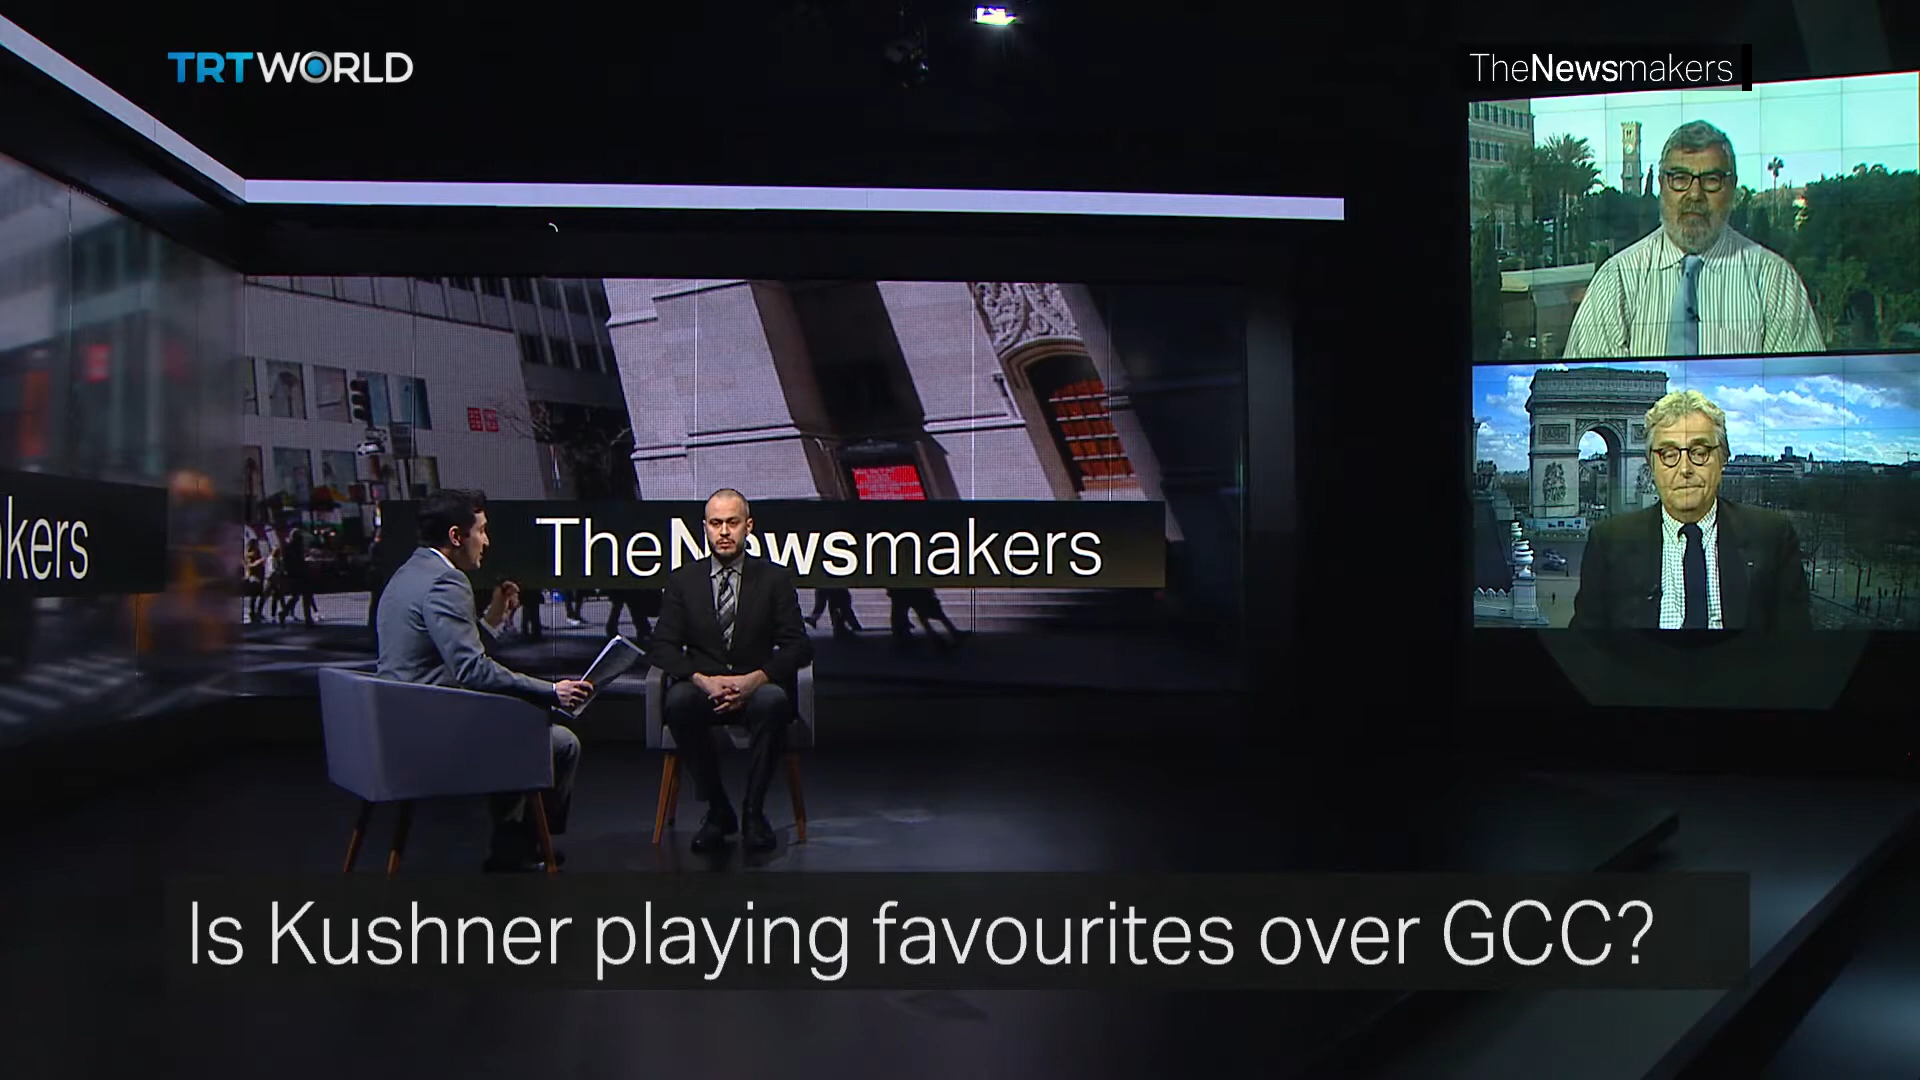 TRT WORLD
TheNewsmakers
kers
TheNewsmakers
Is Kushner playing favourites over GCC?